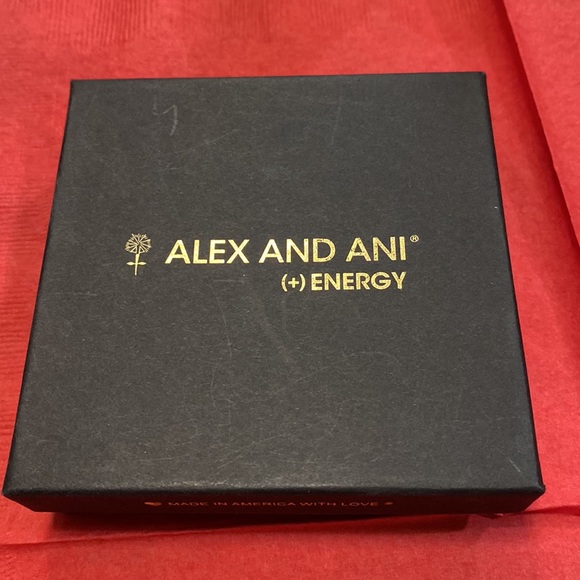 ALEX AND ANI®
(+) ENERGY
MADE IN AMERICA WITH LOVE